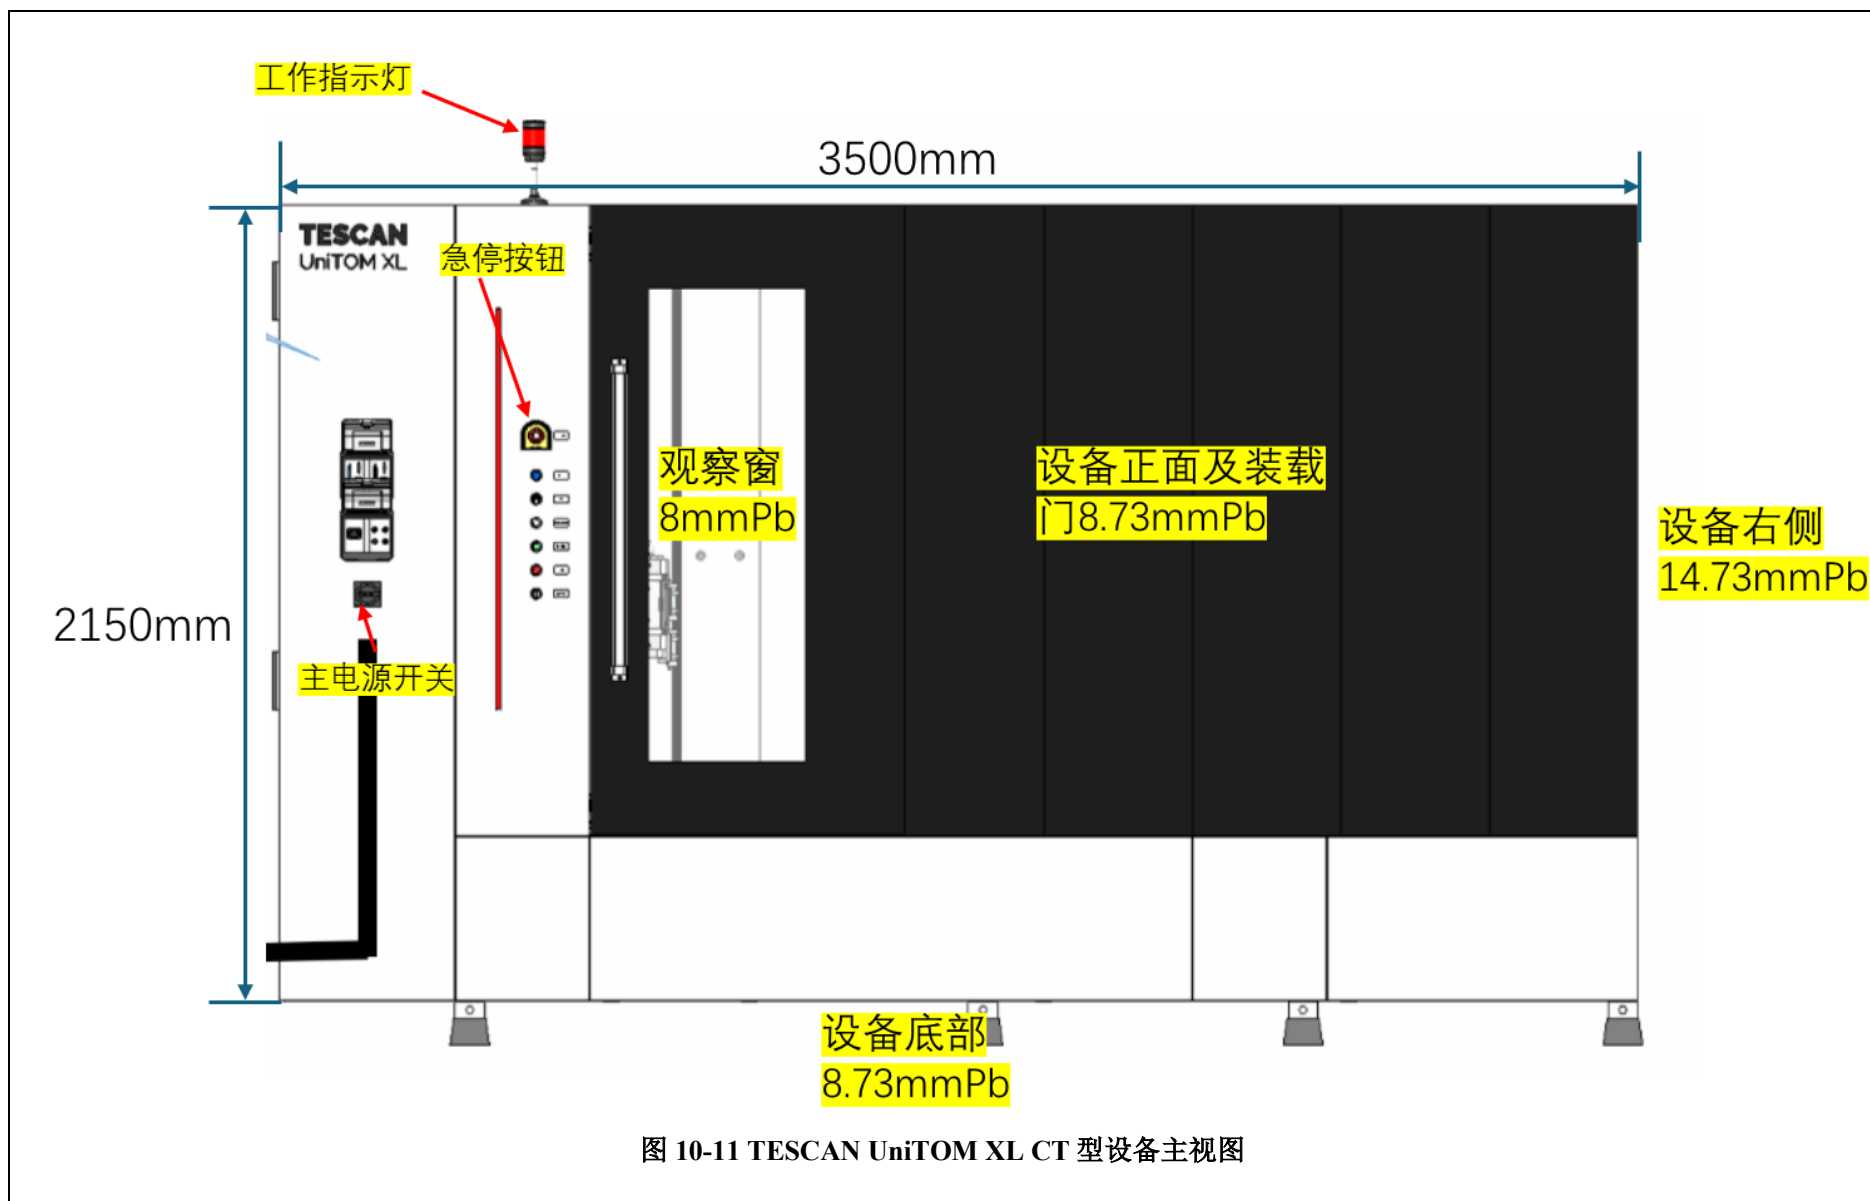 工作指示灯
3500mm
TESCAN
UniTOM XL
急停按钮
观察窗
8mmPb
设备正面及装载
门8.73mmPb
设备右侧
14.73mmPb
2150mm
主电源开关
设备底部
8.73mmPb
图 10-11 TESCAN UniTOM XL CT 型设备主视图